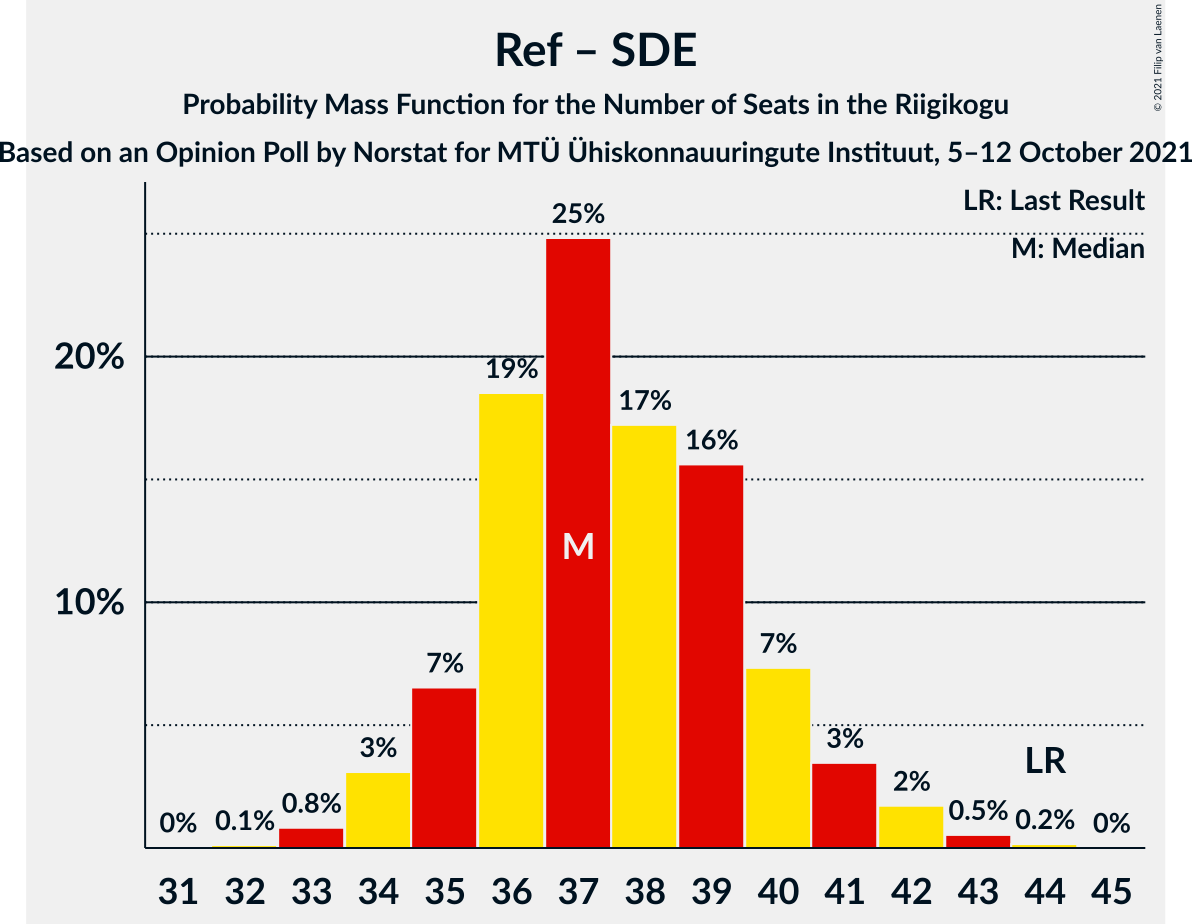 Ref – SDE
Probability Mass Function for the Number of Seats in the Riigikogu
Based on an Opinion Poll by Norstat for MTÜ Ühiskonnauuringute Instituut, 5–12 October 2021
© 2021 Filip van Laenen
LR: Last Result
M: Median
25%
20%
19%
17%
16%
M
10%
7%
7%
3%
3%
LR
2%
0.8%
0.5%
0.2%
0.1%
0%
0%
31 32 33 34 35 36 37 38 39 40 41 42 43 44 45